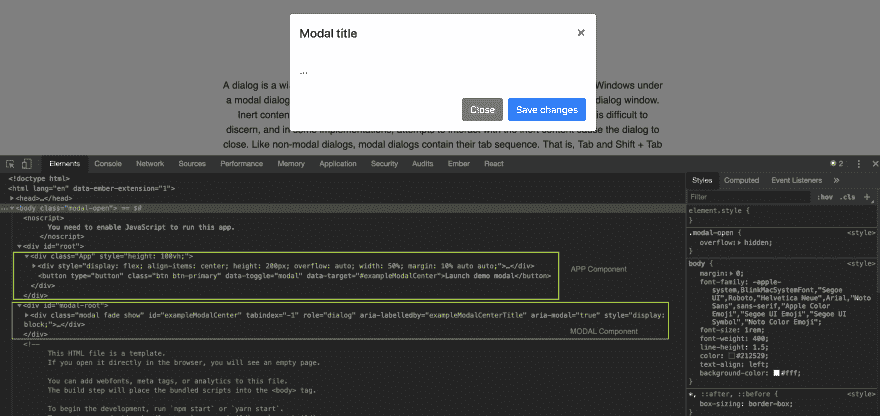 Modal title
×
...
A dialog is a wi
Windows under
a modal dialog
dialog window.
Inert conten
is difficult to
discern, and in some implementations, attempts to interact with the inert content cause the dialog to
close. Like non-modal dialogs, modal dialogs contain their tab sequence. That is, Tab and Shift + Tab
Close
Save changes
Elements Console Network Sources Performance Memory Application Security Audits Ember React
2
<!doctype html>
<html lang="en" data-ember-extension="1">
<head>…</head>
<body class="modal-open"> == $0
<noscript>
You need to enable JavaScript to run this app.
</noscript>
<div id="root">
<div class="App" style="height: 100vh;">
<div style="display: flex; align-items: center; height: 200px; overflow: auto; width: 50%; margin: 10% auto auto;">…</div>
<button type="button" class="btn btn-primary" data-toggle="modal" data-target="#exampleModalCenter">Launch demo modal</button>
</div>
</div>
APP Component
<div id="modal-root">
<div class="modal fade show" id="exampleModalCenter" tabindex="-1" role="dialog" aria-labelledby="exampleModalCenterTitle" aria-modal="true" style="display:
block;">…</div>
</div>
MODAL Component
<!--
This HTML file is a template.
If you open it directly in the browser, you will see an empty page.
You can add webfonts, meta tags, or analytics to this file.
The build step will place the bundled scripts into the <body> tag.
To begin the development, run `npm start` or `yarn start`.
Styles Computed Event Listeners »
Filter :hov .cls +
element.style {
}
.modal-open { <style>
overflow: hidden;
}
body { <style>
margin: 0;
font-family: -apple-
system,BlinkMacSystemFont,"Segoe
UI",Roboto,"Helvetica Neue",Arial,"Noto
Sans",sans-serif,"Apple Color
Emoji","Segoe UI Emoji","Segoe UI
Symbol","Noto Color Emoji";
font-size: 1rem;
font-weight: 400;
line-height: 1.5;
color: #212529;
text-align: left;
background-color: #fff;
}
*, ::after, ::before { <style>
box-sizing: border-box;